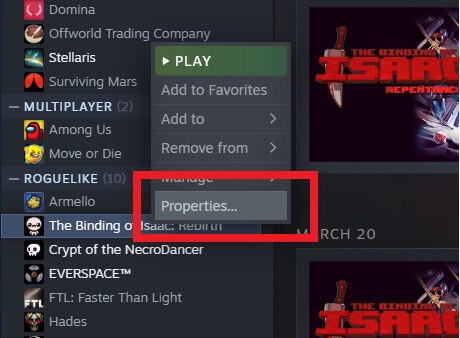 Domina
Offworld Trading Company
Stellaris
Surviving Mars
— MULTIPLAYER (2)
Among Us
Move or Die
— ROGUELIKE (10)
Armello
The Binding of Isaac: Rebirth
Crypt of the NecroDancer
EVERSPACE™
FTL
FTL: Faster Than Light
Hades
PLAY
Add to Favorites
Add to
Remove from
Manage
Properties...
THE BINDING OF
ISAAC
REPENTANCE
MARCH 20
THE BINDING
ISAAC